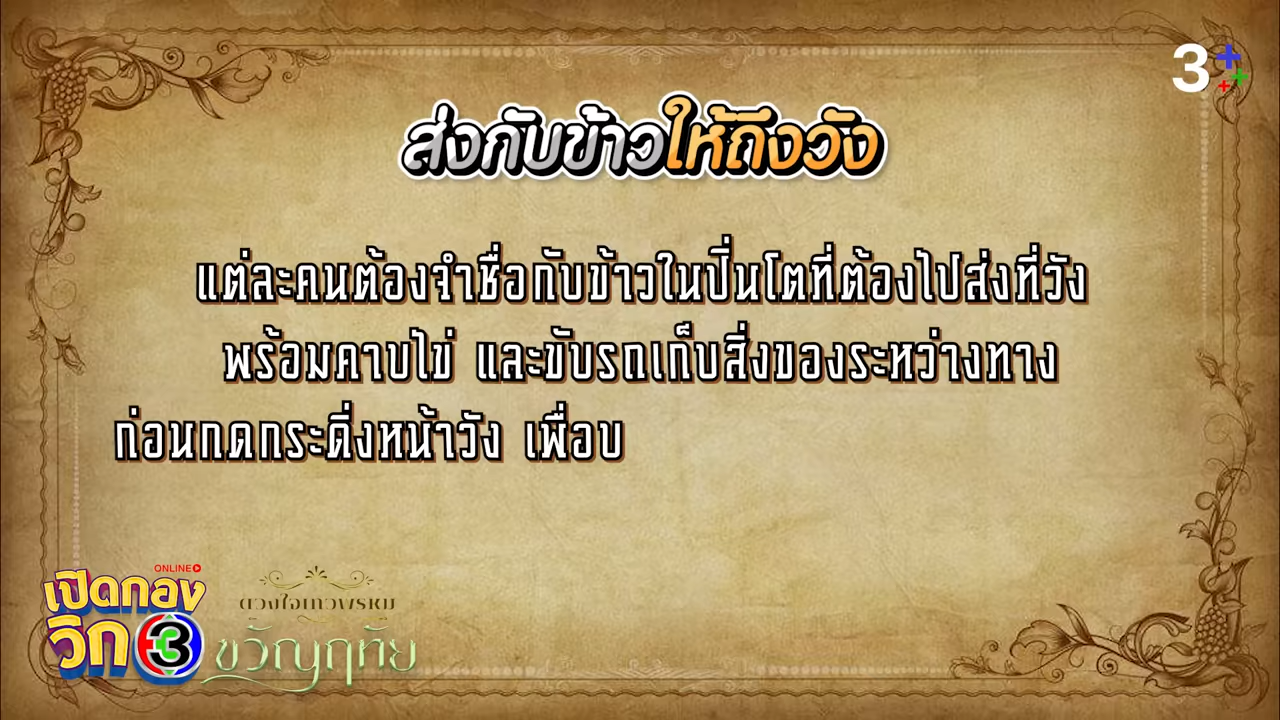 3+
ส่งกับข้าวให้ถึงวัง
แต่ละคนต้องจำชื่อกับข้าวในปิ่นโตที่ต้องไปส่งที่วัง
พร้อมคาบไข่ และขับรถเก็บสิ่งของระหว่างทาง
ก่อนกดกระดิ่งหน้าวัง เพื่อบ
ONLINE
เปิดกอง
วิก 3
ดวงใจเทวพรหม
ขวัญฤทัย